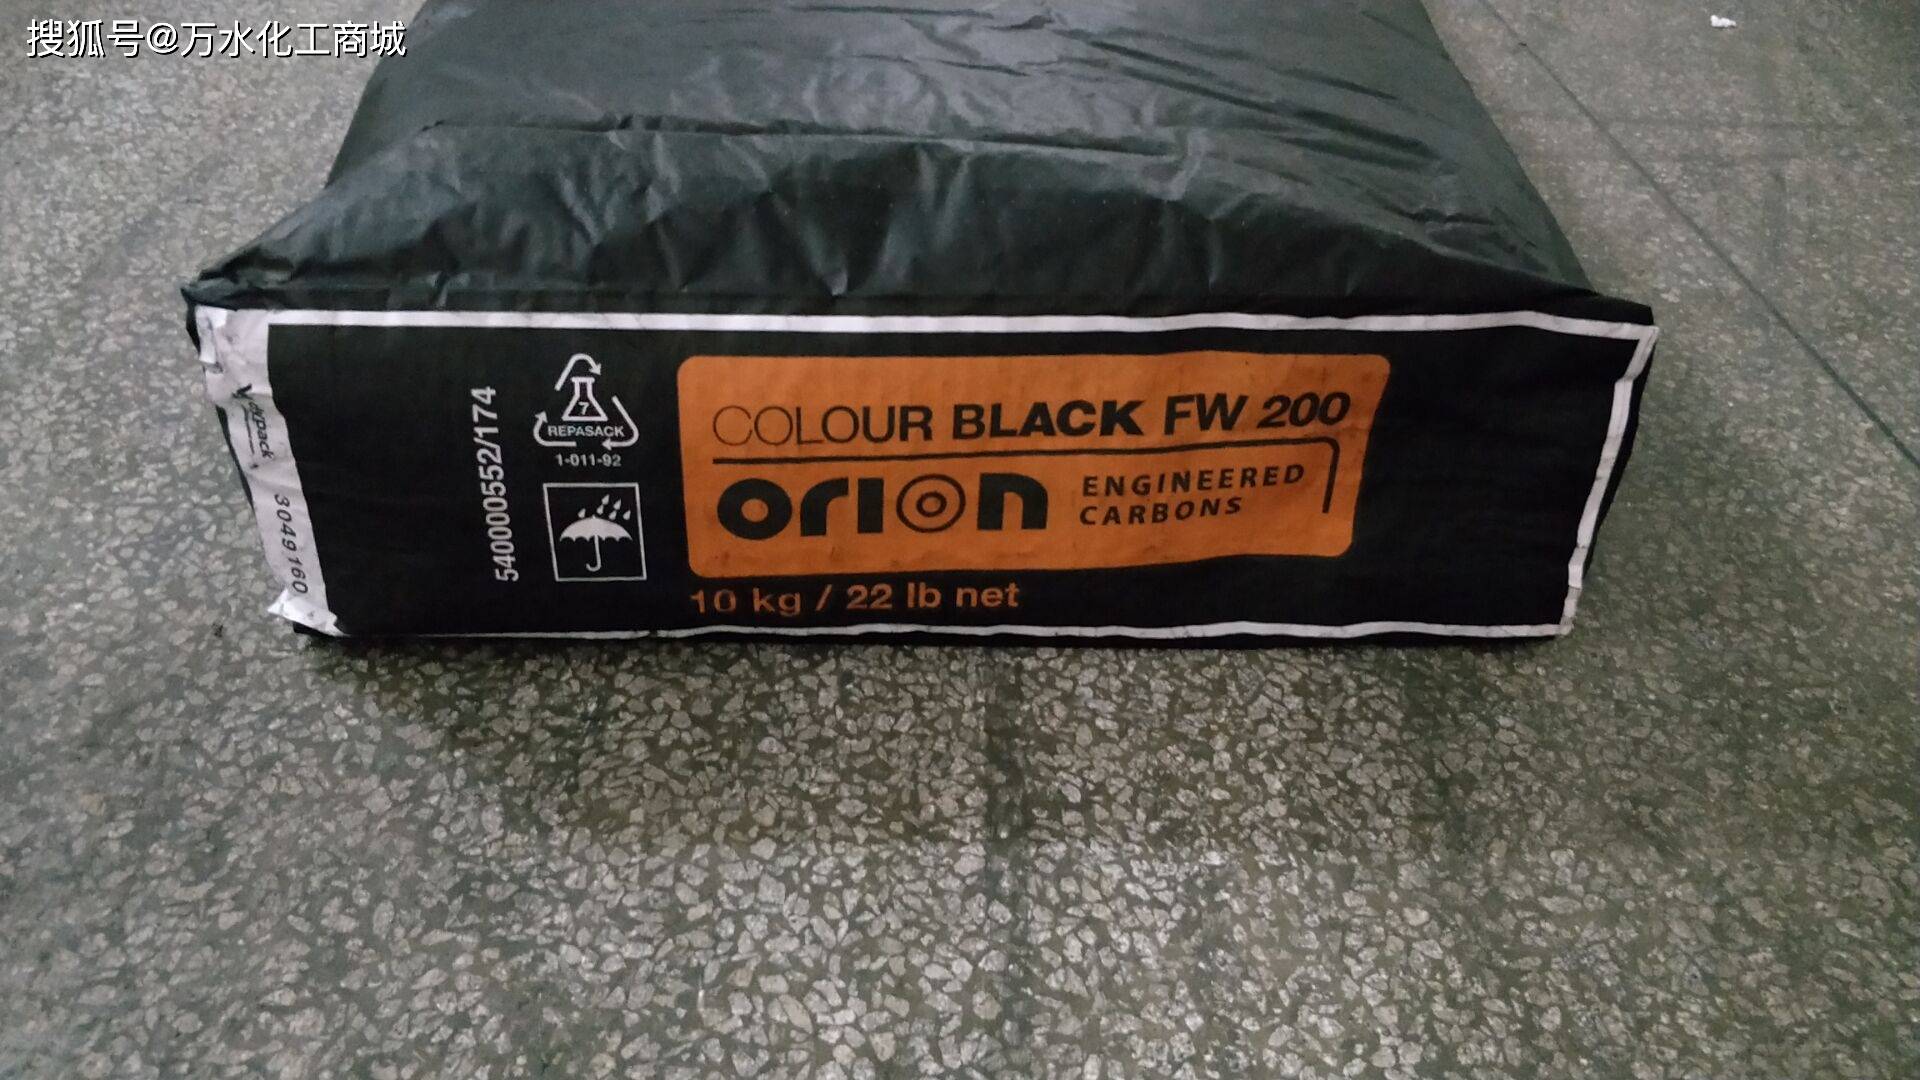 搜狐号@万水化工商城
COLOUR BLACK FW 200
orion
ENGINEERED
CARBONS
10 kg / 22 lb net
5400005552/174
7
REPASACK
1-011-92
3049160